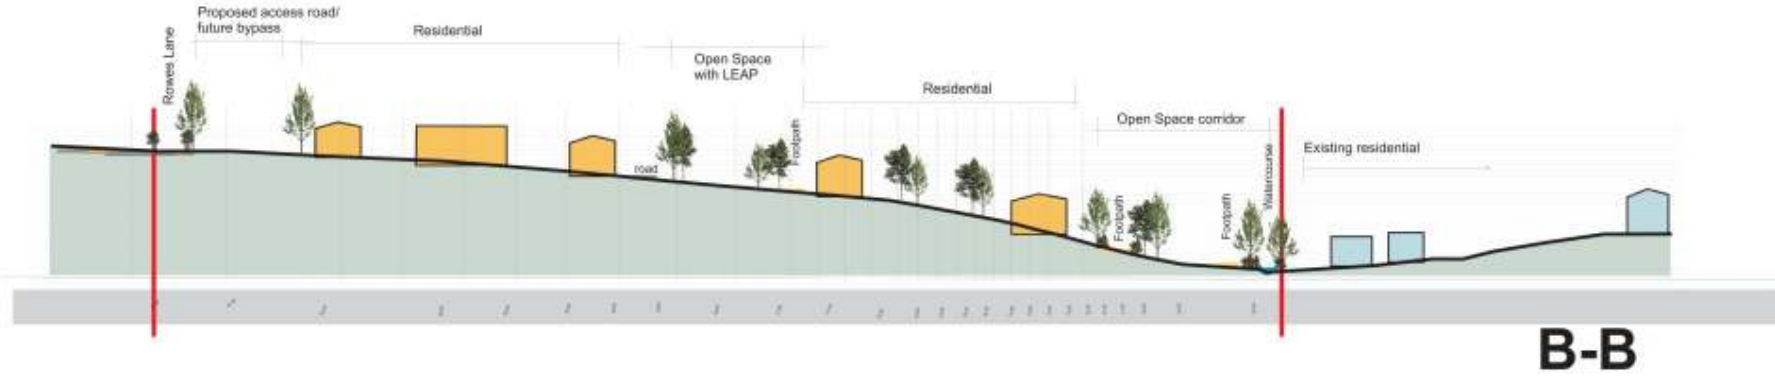 Proposed access road/
future bypass
Rowes Lane
Residential
Open Space
with LEAP
Residential
Open Space corridor
Existing residential
road
Footpath
Footpath
Footpath
Watercourse
B-B